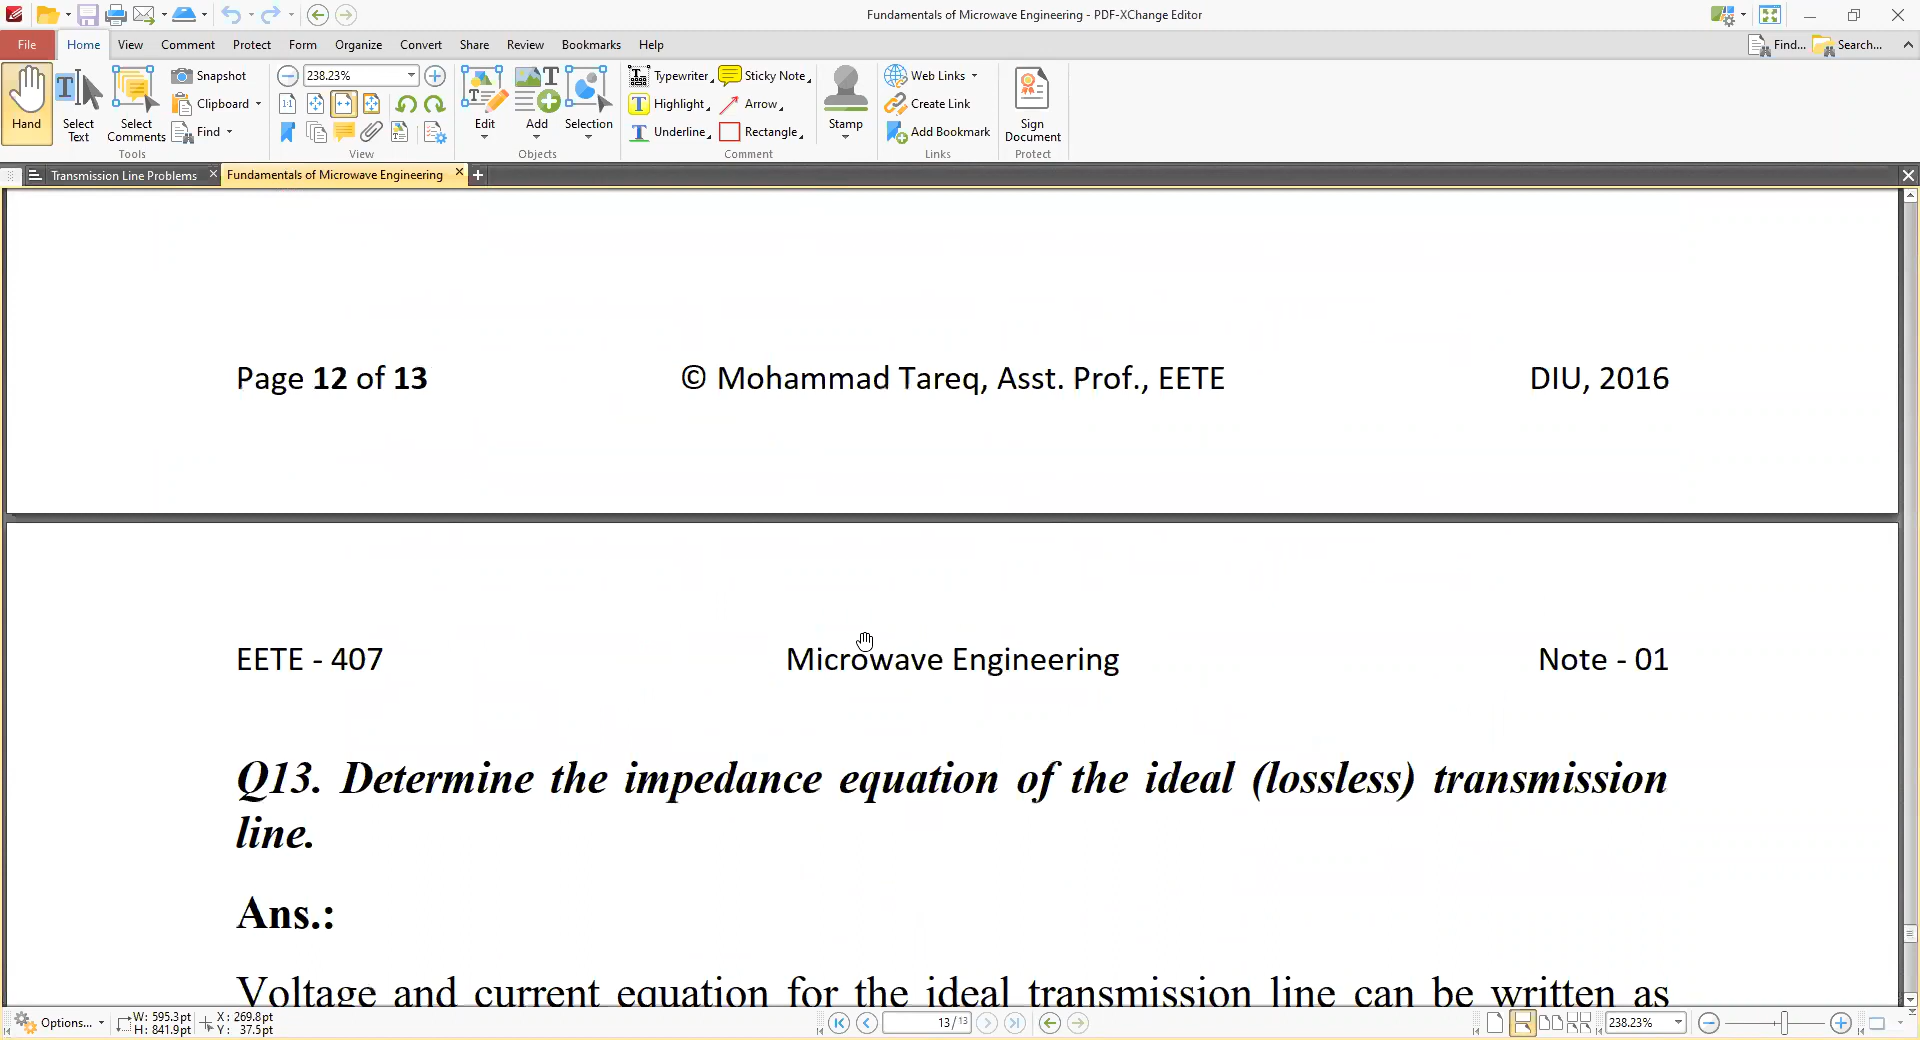 Fundamentals of Microwave Engineering - PDF-XChange Editor
File Home View Comment Protect Form Organize Convert Share Review Bookmarks Help Find... Search...
Hand
Select Text
Select Comments
Snapshot
Clipboard
Find
Tools
238.23%
View
Edit
Add
Selection
Objects
Typewriter
Sticky Note
Highlight
Arrow
Underline
Rectangle
Stamp
Comment
Web Links
Create Link
Add Bookmark
Links
Sign Document
Protect
Transmission Line Problems Fundamentals of Microwave Engineering
Page 12 of 13 © Mohammad Tareq, Asst. Prof., EETE DIU, 2016
EETE - 407 Microwave Engineering Note - 01
Q13. Determine the impedance equation of the ideal (lossless) transmission
line.
Ans.:
Voltage and current equation for the ideal transmission line can be written as
Options... W: 595.3pt X: 269.8pt 13/13 238.23%
H: 841.9pt Y: 37.5pt